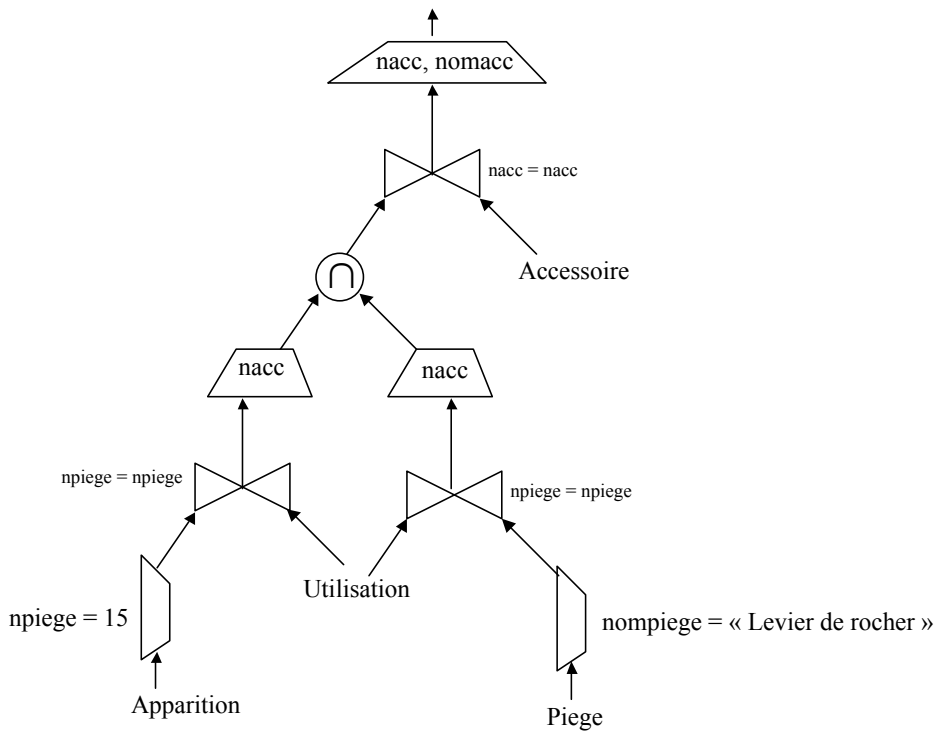 nacc, nomacc
nacc = nacc
Accessoire
∩
nacc
nacc
npiege = npiege
npiege = npiege
Utilisation
npiege = 15
nompiege = « Levier de rocher »
Apparition
Piege